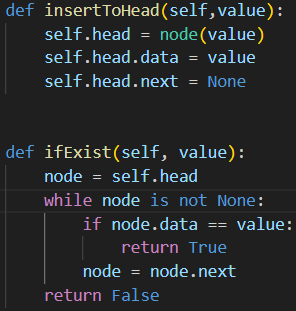 def insertToHead(self,value):
    self.head = node(value)
    self.head.data = value
    self.head.next = None
def ifExist(self, value):
    node = self.head
    while node is not None:
        if node.data == value:
            return True
        node = node.next
    return False